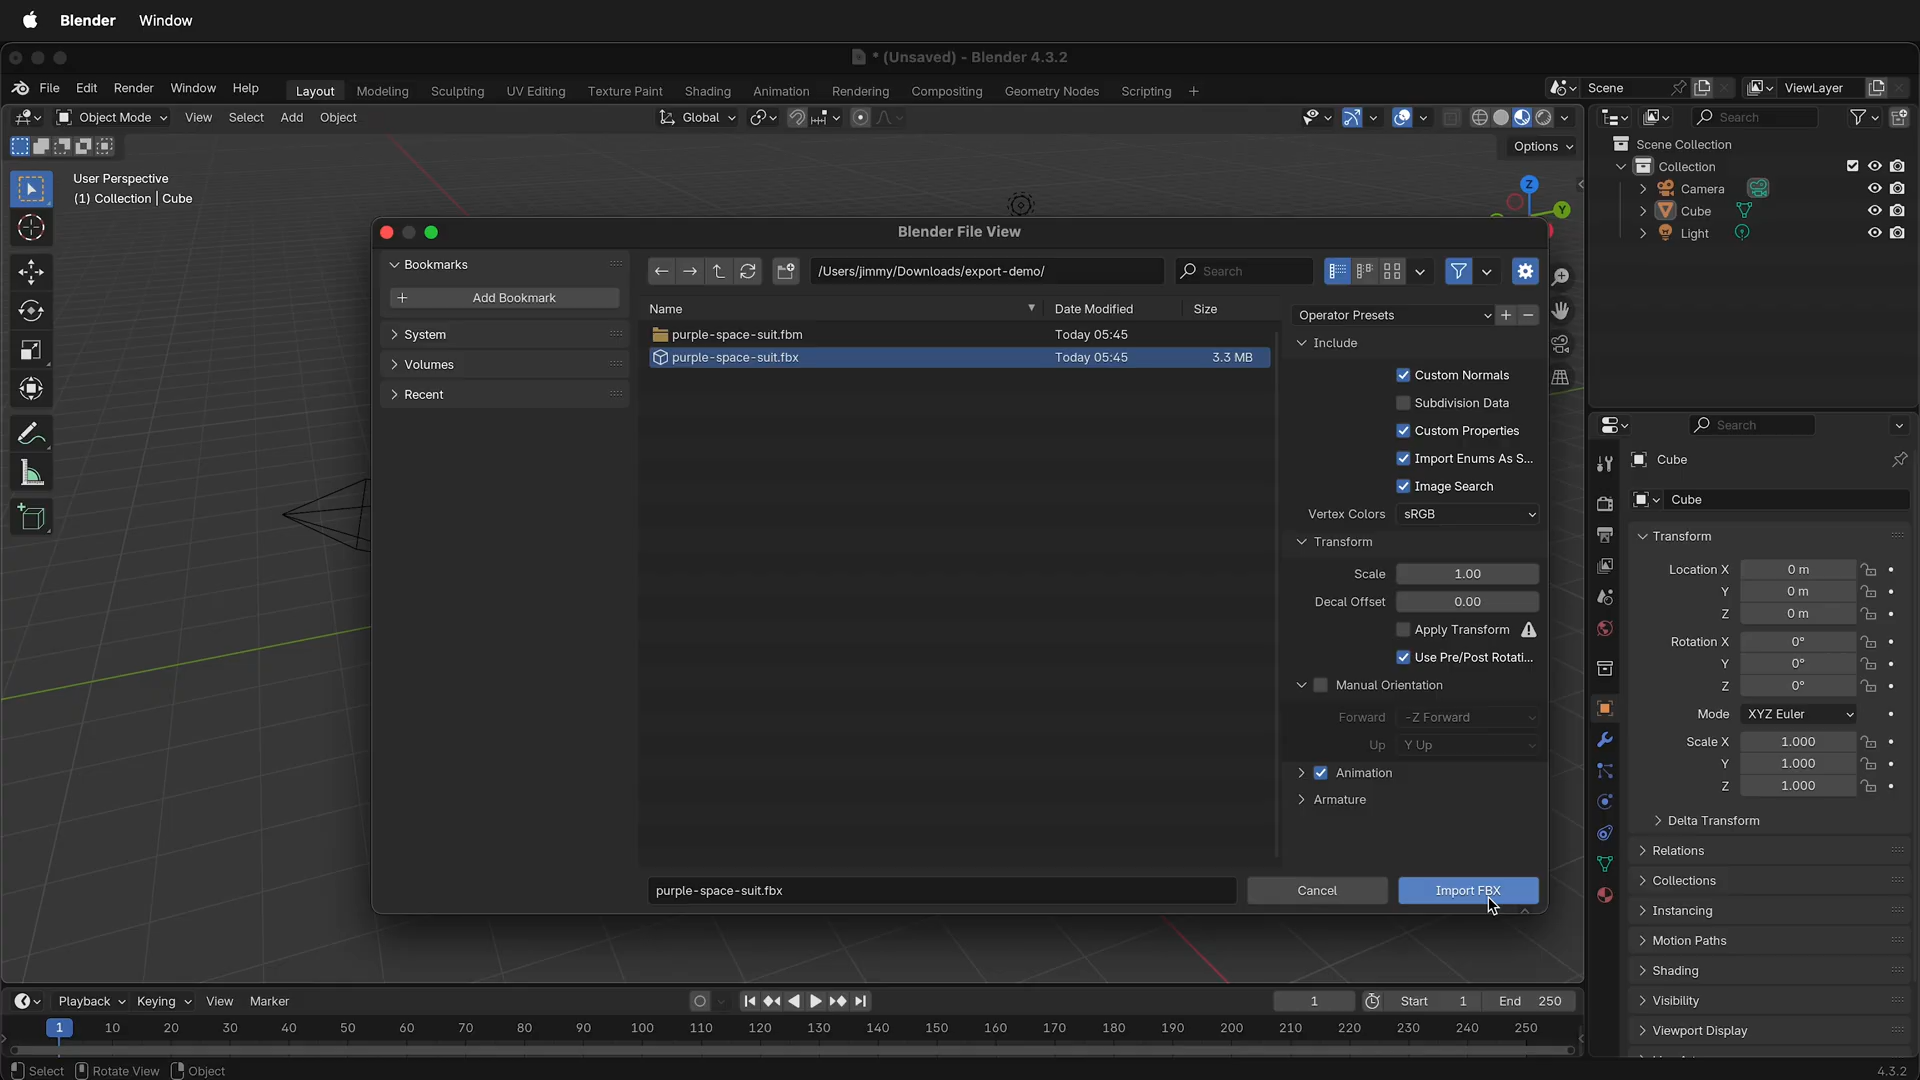 Blender Window
* (Unsaved) - Blender 4.3.2
File Edit Render Window Help Layout Modeling Sculpting UV Editing Texture Paint Shading Animation Rendering Compositing Geometry Nodes Scripting + Scene ViewLayer
Object Mode View Select Add Object Global Search
Options
User Perspective
(1) Collection | Cube
Z
Y
Scene Collection
Collection
Camera
Cube
Light
Blender File View
Bookmarks
Add Bookmark
System
Volumes
Recent
/Users/jimmy/Downloads/export-demo/ Search
Name Date Modified Size
purple-space-suit.fbm Today 05:45
purple-space-suit.fbx Today 05:45 3.3 MB
Operator Presets
Include
Custom Normals
Subdivision Data
Custom Properties
Import Enums As S...
Image Search
Vertex Colors sRGB
Transform
Scale 1.00
Decal Offset 0.00
Apply Transform
Use Pre/Post Rotati...
Manual Orientation
Forward -Z Forward
Up Y Up
Animation
Armature
purple-space-suit.fbx Cancel Import FBX
Search
Cube
Cube
Transform
Location X 0 m
Y 0 m
Z 0 m
Rotation X 0°
Y 0°
Z 0°
Mode XYZ Euler
Scale X 1.000
Y 1.000
Z 1.000
Delta Transform
Relations
Collections
Instancing
Motion Paths
Shading
Visibility
Viewport Display
Playback Keying View Marker 1 Start 1 End 250
1 10 20 30 40 50 60 70 80 90 100 110 120 130 140 150 160 170 180 190 200 210 220 230 240 250
Select Rotate View Object 4.3.2